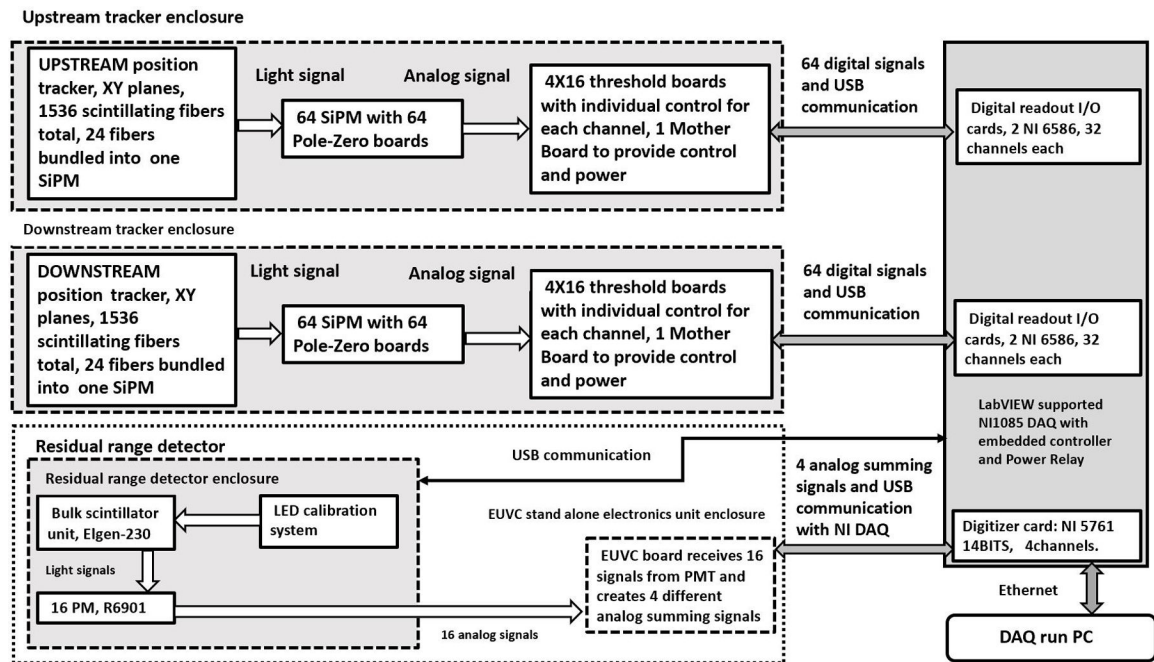 Upstream tracker enclosure
UPSTREAM position
tracker, XY planes,
1536 scintillating fibers
total, 24 fibers
bundled into one
SiPM
Light signal
64 SiPM with 64
Pole-Zero boards
Analog signal
4X16 threshold boards
with individual control for
each channel, 1 Mother
Board to provide control
and power
64 digital signals
and USB
communication
Digital readout I/O
cards, 2 NI 6586, 32
channels each
Downstream tracker enclosure
DOWNSTREAM
position tracker, XY
planes, 1536
scintillating fibers
total, 24 fibers bundled
into one SiPM
Light signal
64 SiPM with 64
Pole-Zero boards
Analog signal
4X16 threshold boards
with individual control for
each channel, 1 Mother
Board to provide control
and power
64 digital signals
and USB
communication
Digital readout I/O
cards, 2 NI 6586, 32
channels each
LabVIEW supported
NI1085 DAQ with
embedded controller
and Power Relay
Residual range detector
Residual range detector enclosure
Bulk scintillator
unit, Elgen-230
LED calibration
system
Light signals
16 PM, R6901
16 analog signals
USB communication
EUVC stand alone electronics unit enclosure
EUVC board receives 16
signals from PMT and
creates 4 different
analog summing signals
4 analog summing
signals and USB
communication
with NI DAQ
Digitizer card: NI 5761
14BITS, 4channels.
Ethernet
DAQ run PC